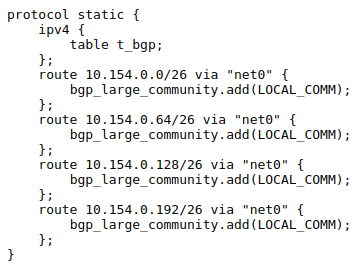 protocol static {
    ipv4 {
        table t_bgp;
    };
    route 10.154.0.0/26 via "net0" {
        bgp_large_community.add(LOCAL_COMM);
    };
    route 10.154.0.64/26 via "net0" {
        bgp_large_community.add(LOCAL_COMM);
    };
    route 10.154.0.128/26 via "net0" {
        bgp_large_community.add(LOCAL_COMM);
    };
    route 10.154.0.192/26 via "net0" {
        bgp_large_community.add(LOCAL_COMM);
    };
}